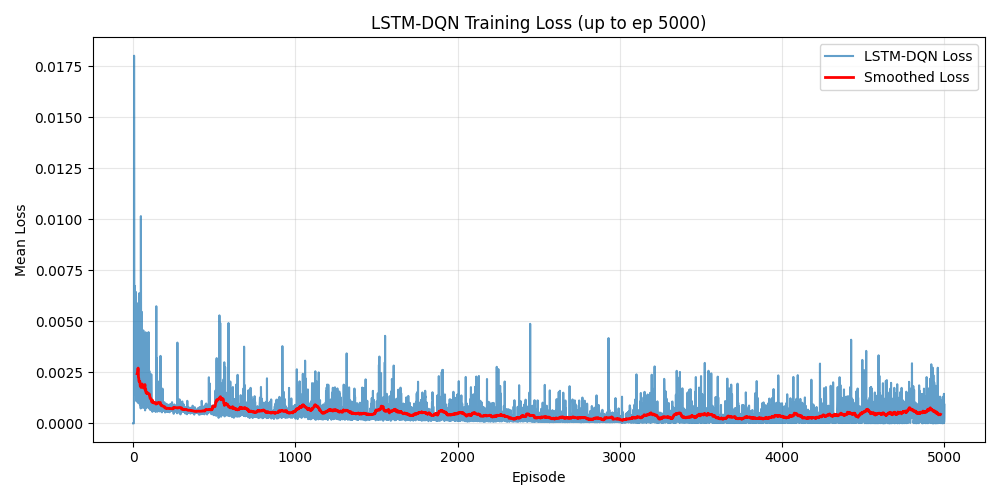 LSTM-DQN Training Loss (up to ep 5000)
LSTM-DQN Loss
Smoothed Loss
Mean Loss
0.0175
0.0150
0.0125
0.0100
0.0075
0.0050
0.0025
0.0000
0
1000
2000
3000
4000
5000
Episode